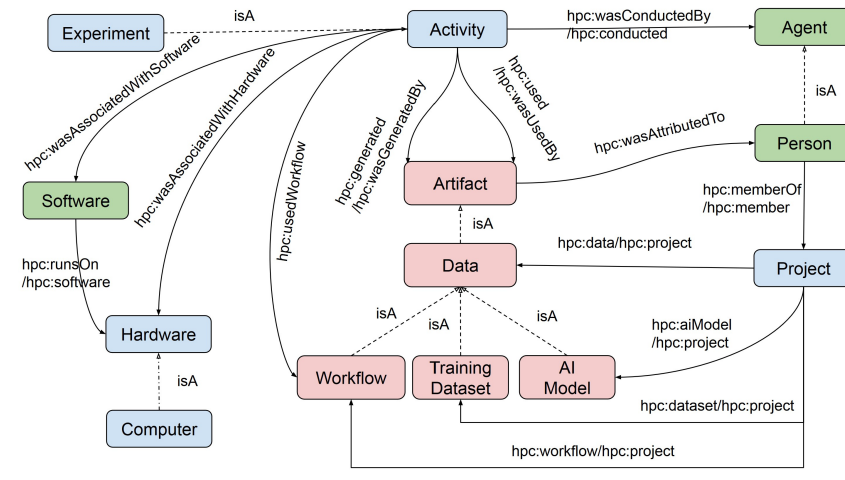 isA
hpc:wasConductedBy
/hpc:conducted
Experiment
Activity
Agent
hpc:wasAssociatedWithSoftware
hpc:wasAssociatedWithHardware
hpc:usedWorkflow
hpc:generated
/hpc:wasGeneratedBy
hpc:used
/hpc:wasUsedBy
isA
hpc:wasAttributedTo
Person
Software
Artifact
hpc:memberOf
/hpc:member
isA
hpc:data/hpc:project
hpc:runsOn
/hpc:software
Data
Project
isA
isA
isA
hpc:aiModel
/hpc:project
Hardware
isA
Workflow
Training
Dataset
AI
Model
hpc:dataset/hpc:project
Computer
hpc:workflow/hpc:project